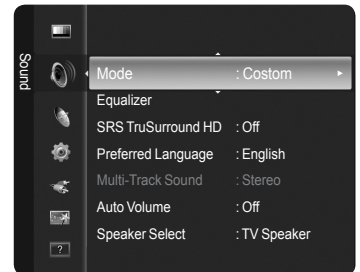 Sound
Mode : Costom
Equalizer
SRS TruSurround HD : Off
Preferred Language : English
Multi-Track Sound : Stereo
Auto Volume : Off
Speaker Select : TV Speaker
?